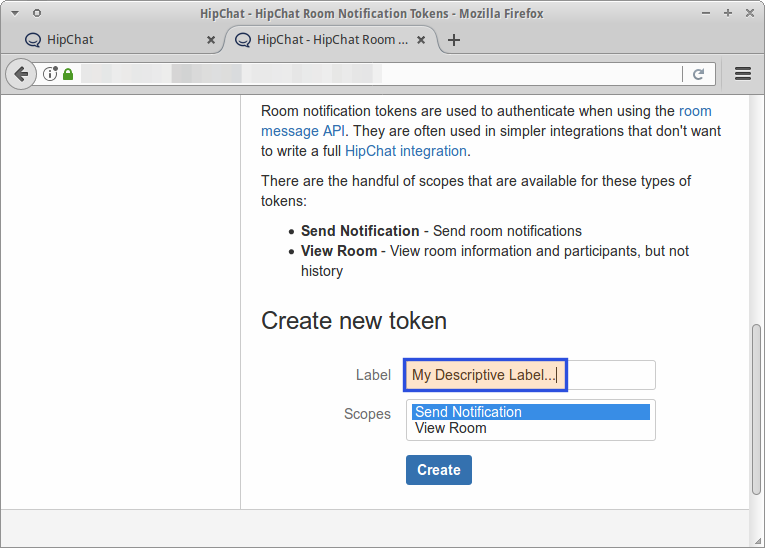 HipChat - HipChat Room Notification Tokens - Mozilla Firefox
HipChat
HipChat - HipChat Room ...
Room notification tokens are used to authenticate when using the room
message API. They are often used in simpler integrations that don't want
to write a full HipChat integration.
There are the handful of scopes that are available for these types of
tokens:
• Send Notification - Send room notifications
• View Room - View room information and participants, but not
history
Create new token
Label
My Descriptive Label...
Scopes
Send Notification
View Room
Create